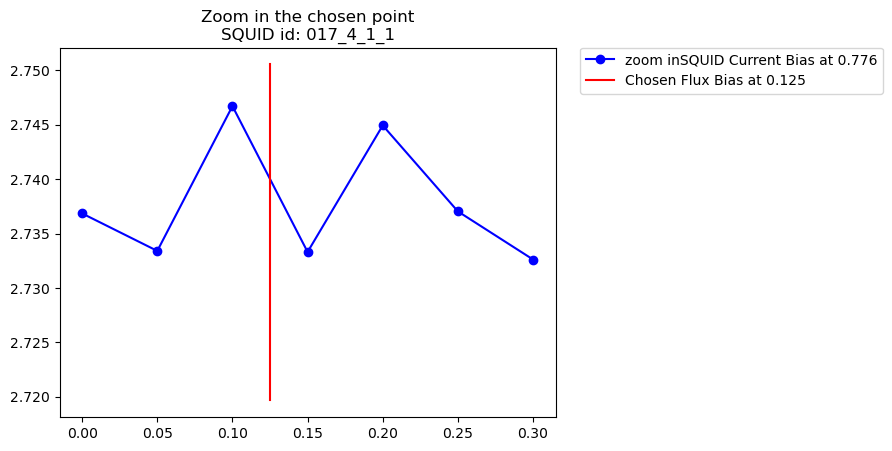 Zoom in the chosen point
SQUID id: 017_4_1_1
zoom inSQUID Current Bias at 0.776
Chosen Flux Bias at 0.125
2.750
2.745
2.740
2.735
2.730
2.725
2.720
0.00 0.05 0.10 0.15 0.20 0.25 0.30